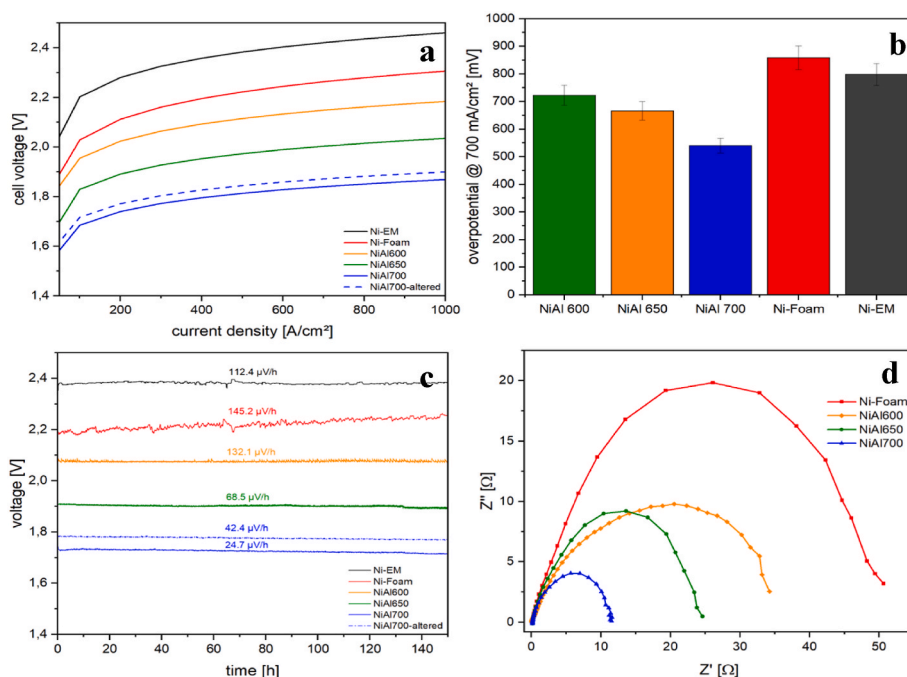 a
2,4
2,2
2,0
1,8
1,6
1,4
cell voltage [V]
200
400
600
800
1000
current density [A/cm²]
Ni-EM
Ni-Foam
NiAl600
NiAl650
NiAl700
NiAl700-altered
b
1000
900
800
700
600
500
400
300
200
100
0
overpotential @ 700 mA/cm² [mV]
NiAl 600
NiAl 650
NiAl 700
Ni-Foam
Ni-EM
c
2,4
2,2
2,0
1,8
1,6
1,4
voltage [V]
112.4 µV/h
145.2 µV/h
132.1 µV/h
68.5 µV/h
42.4 µV/h
24.7 µV/h
Ni-EM
Ni-Foam
NiAl600
NiAl650
NiAl700
NiAl700-altered
0
20
40
60
80
100
120
140
time [h]
d
20
15
10
5
0
Z'' [Ω]
Ni-Foam
NiAl600
NiAl650
NiAl700
0
10
20
30
40
50
Z' [Ω]